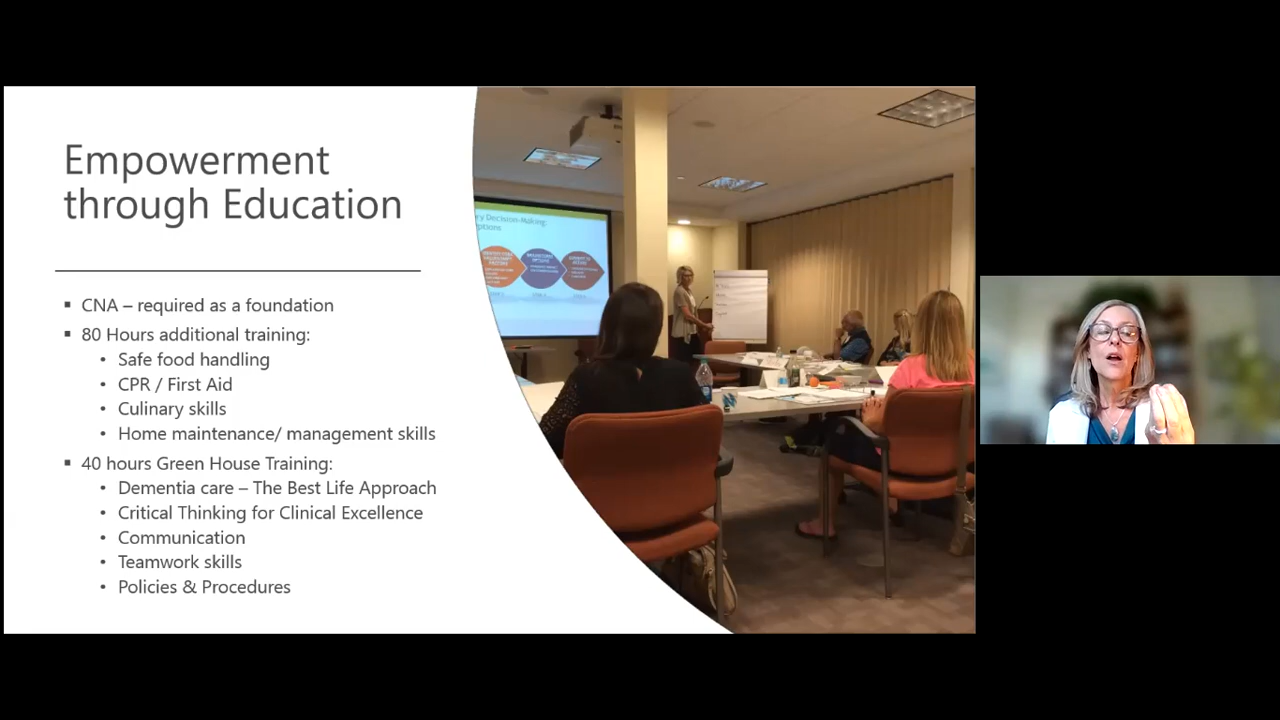 Empowerment
through Education
▪ CNA – required as a foundation
▪ 80 Hours additional training:
• Safe food handling
• CPR / First Aid
• Culinary skills
• Home maintenance/ management skills
▪ 40 hours Green House Training:
• Dementia care – The Best Life Approach
• Critical Thinking for Clinical Excellence
• Communication
• Teamwork skills
• Policies & Procedures
Decision-Making